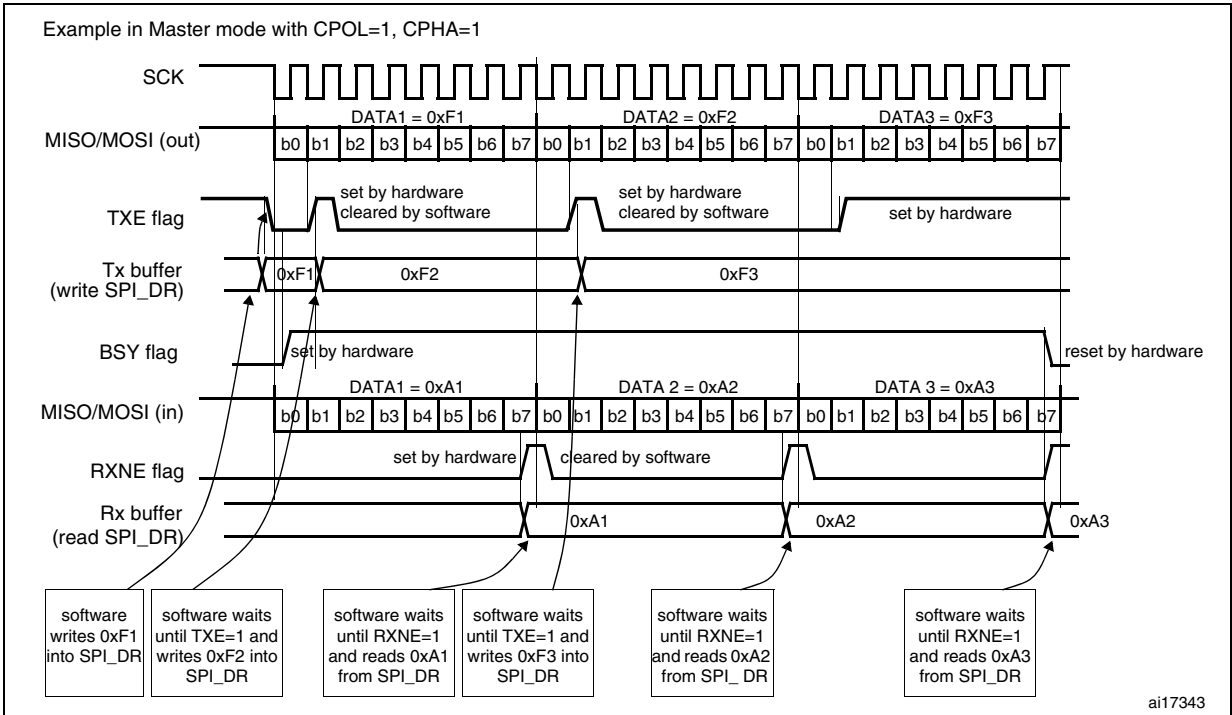 Example in Master mode with CPOL=1, CPHA=1
SCK
DATA1 = 0xF1
DATA2 = 0xF2
DATA3 = 0xF3
MISO/MOSI (out)
b0 b1 b2 b3 b4 b5 b6 b7 b0 b1 b2 b3 b4 b5 b6 b7 b0 b1 b2 b3 b4 b5 b6 b7
TXE flag
set by hardware
cleared by software
set by hardware
cleared by software
set by hardware
Tx buffer
(write SPI_DR)
0xF1
0xF2
0xF3
BSY flag
set by hardware
reset by hardware
DATA1 = 0xA1
DATA 2 = 0xA2
DATA 3 = 0xA3
MISO/MOSI (in)
b0 b1 b2 b3 b4 b5 b6 b7 b0 b1 b2 b3 b4 b5 b6 b7 b0 b1 b2 b3 b4 b5 b6 b7
RXNE flag
set by hardware
cleared by software
Rx buffer
(read SPI_DR)
0xA1
0xA2
0xA3
software
writes 0xF1
into SPI_DR
software waits
until TXE=1 and
writes 0xF2 into
SPI_DR
software waits
until RXNE=1
and reads 0xA1
from SPI_DR
software waits
until TXE=1 and
writes 0xF3 into
SPI_DR
software waits
until RXNE=1
and reads 0xA2
from SPI_ DR
software waits
until RXNE=1
and reads 0xA3
from SPI_DR
ai17343